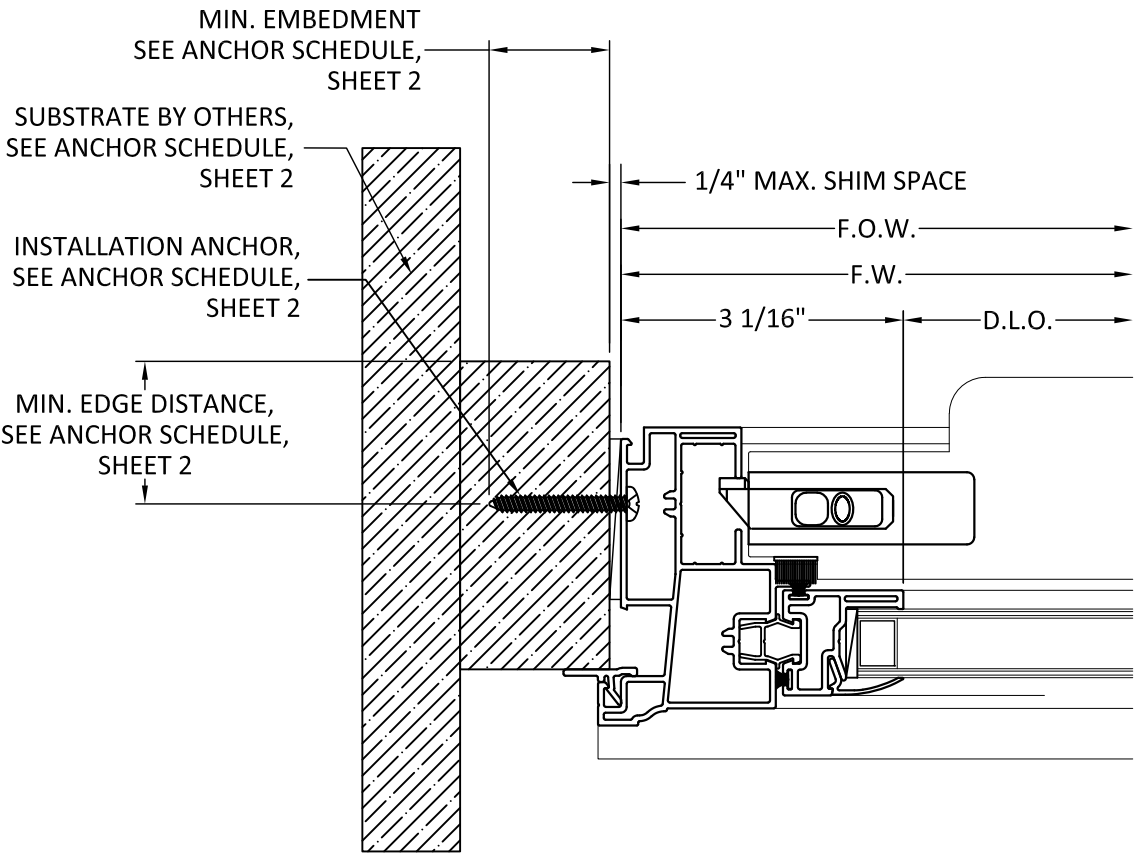 MIN. EMBEDMENT
SEE ANCHOR SCHEDULE,
SHEET 2
SUBSTRATE BY OTHERS,
SEE ANCHOR SCHEDULE,
SHEET 2
1/4" MAX. SHIM SPACE
F.O.W.
INSTALLATION ANCHOR,
SEE ANCHOR SCHEDULE,
SHEET 2
F.W.
3 1/16"
D.L.O.
MIN. EDGE DISTANCE,
SEE ANCHOR SCHEDULE,
SHEET 2